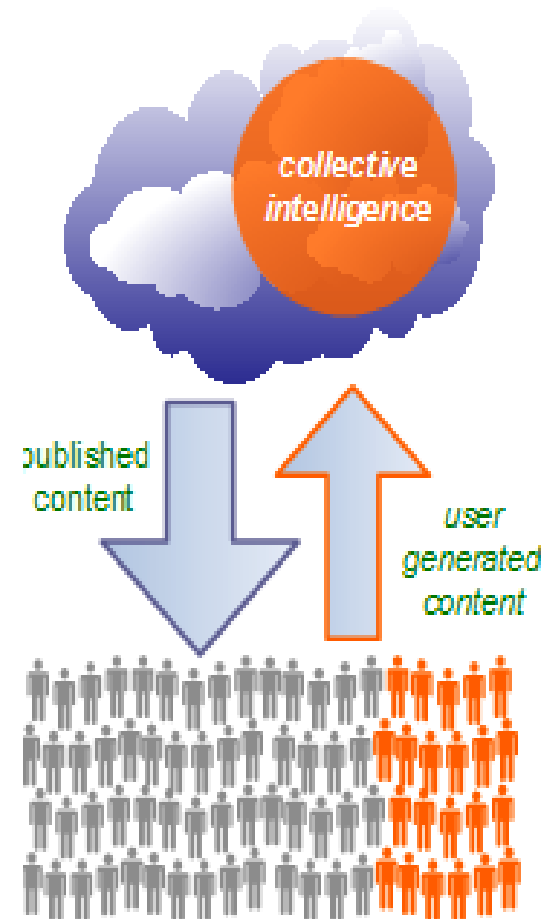 collective
intelligence
published
content
user
generated
content